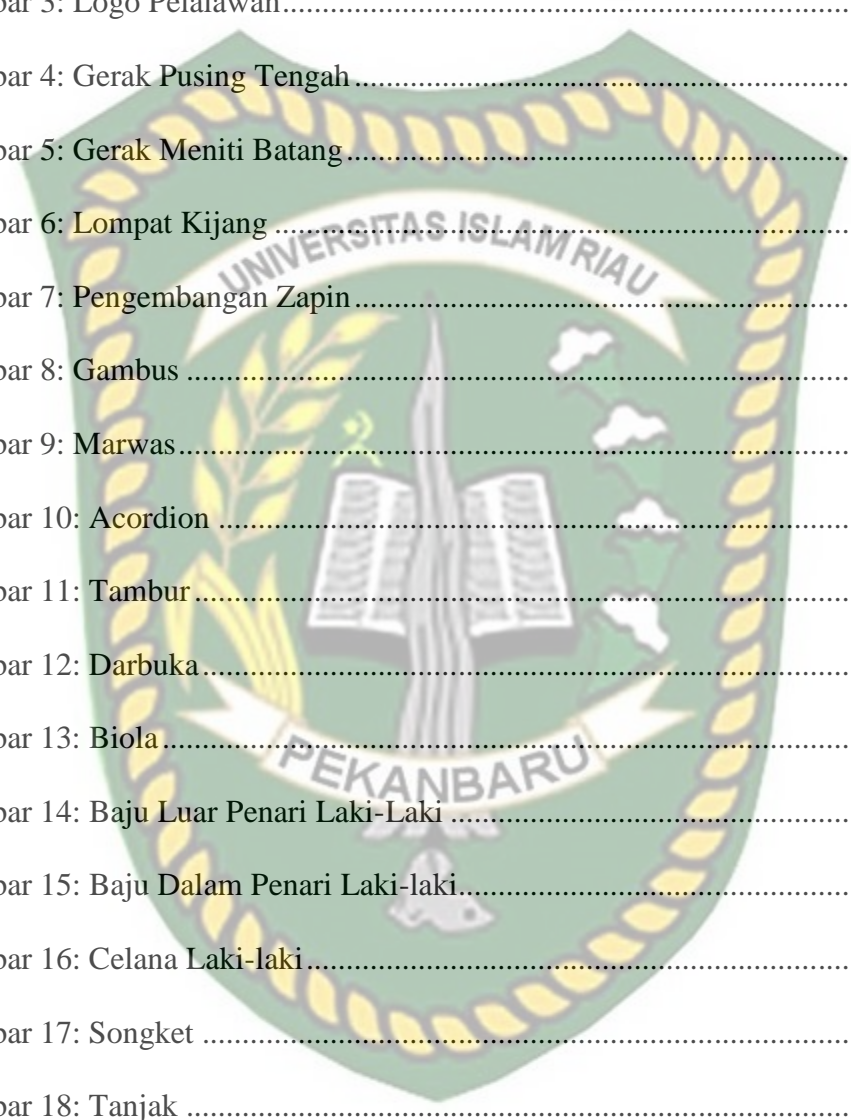 bar 3: Logo Pelalawan..........................................................................
bar 4: Gerak Pusing Tengah................................................................
bar 5: Gerak Meniti Batang.................................................................
bar 6: Lompat Kijang ..........................................................................
UNIVERSITAS ISLAM RIAU
bar 7: Pengembangan Zapin................................................................
bar 8: Gambus .....................................................................................
bar 9: Marwas......................................................................................
bar 10: Acordion .................................................................................
bar 11: Tambur....................................................................................
bar 12: Darbuka...................................................................................
bar 13: Biola........................................................................................
PEKANBARU
bar 14: Baju Luar Penari Laki-Laki ....................................................
bar 15: Baju Dalam Penari Laki-laki...................................................
bar 16: Celana Laki-laki......................................................................
bar 17: Songket ...................................................................................
bar 18: Tanjak .....................................................................................